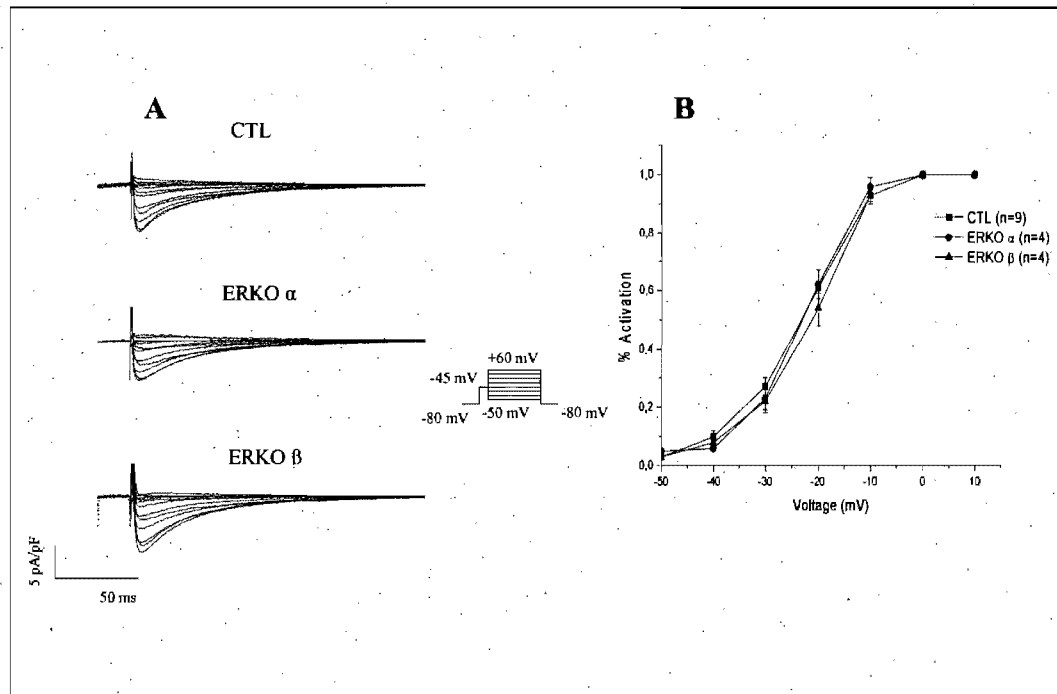 A
CTL
ERKO α
+60 mV
-45 mV
-80 mV
-50 mV
-80 mV
ERKO β
5 pA/pF
50 ms
B
1,0
0,8
0,6
0,4
0,2
0,0
% Activation
-50
-40
-30
-20
-10
0
10
Voltage (mV)
CTL (n=9)
ERKO α (n=4)
ERKO β (n=4)